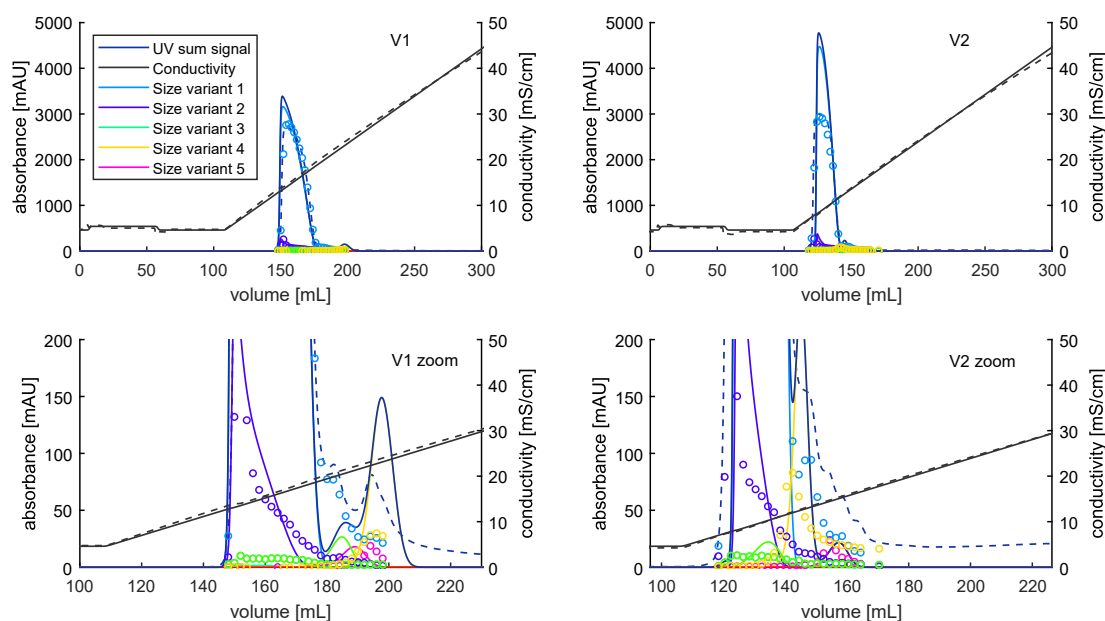 V1
absorbance [mAU]
5000
4000
3000
2000
1000
0
UV sum signal
Conductivity
Size variant 1
Size variant 2
Size variant 3
Size variant 4
Size variant 5
50
40
30
20
10
0
conductivity [mS/cm]
0 50 100 150 200 250 300
volume [mL]
V2
absorbance [mAU]
5000
4000
3000
2000
1000
0
50
40
30
20
10
0
conductivity [mS/cm]
0 50 100 150 200 250 300
volume [mL]
V1 zoom
absorbance [mAU]
200
150
100
50
0
50
40
30
20
10
0
conductivity [mS/cm]
100 120 140 160 180 200 220
volume [mL]
V2 zoom
absorbance [mAU]
200
150
100
50
0
50
40
30
20
10
0
conductivity [mS/cm]
100 120 140 160 180 200 220
volume [mL]